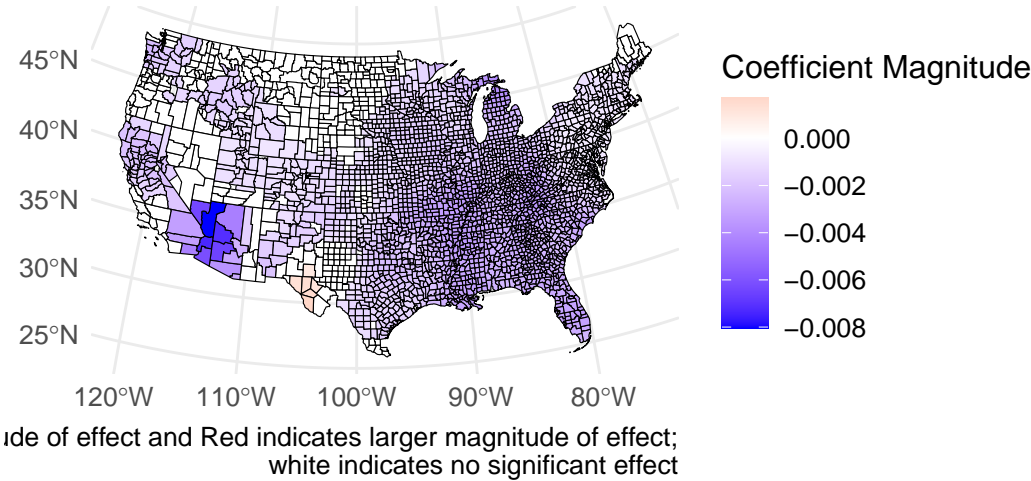 45°N
40°N
35°N
30°N
25°N
120°W 110°W 100°W 90°W 80°W
of effect and Red indicates larger magnitude of effect;
white indicates no significant effect
Coefficient Magnitude
0.000
−0.002
−0.004
−0.006
−0.008